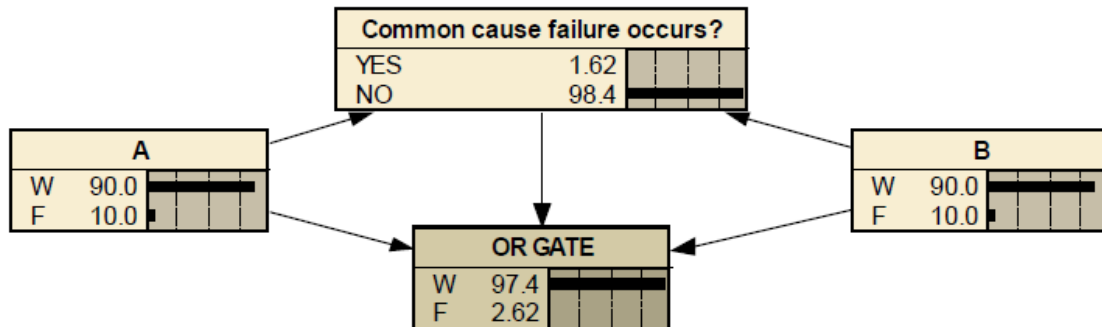 Common cause failure occurs?
YES 1.62
NO 98.4
A
W 90.0
F 10.0
B
W 90.0
F 10.0
OR GATE
W 97.4
F 2.62